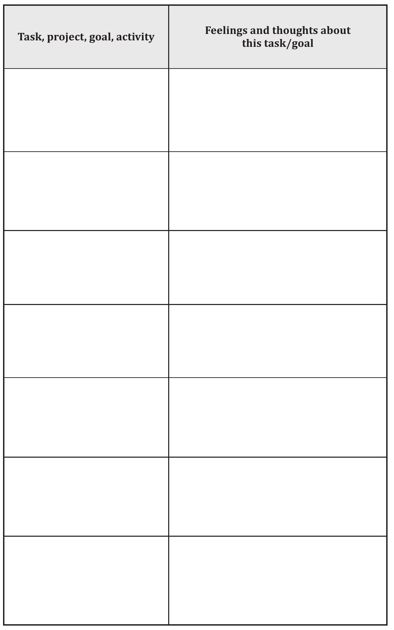 Task, project, goal, activity
Feelings and thoughts about
this task/goal